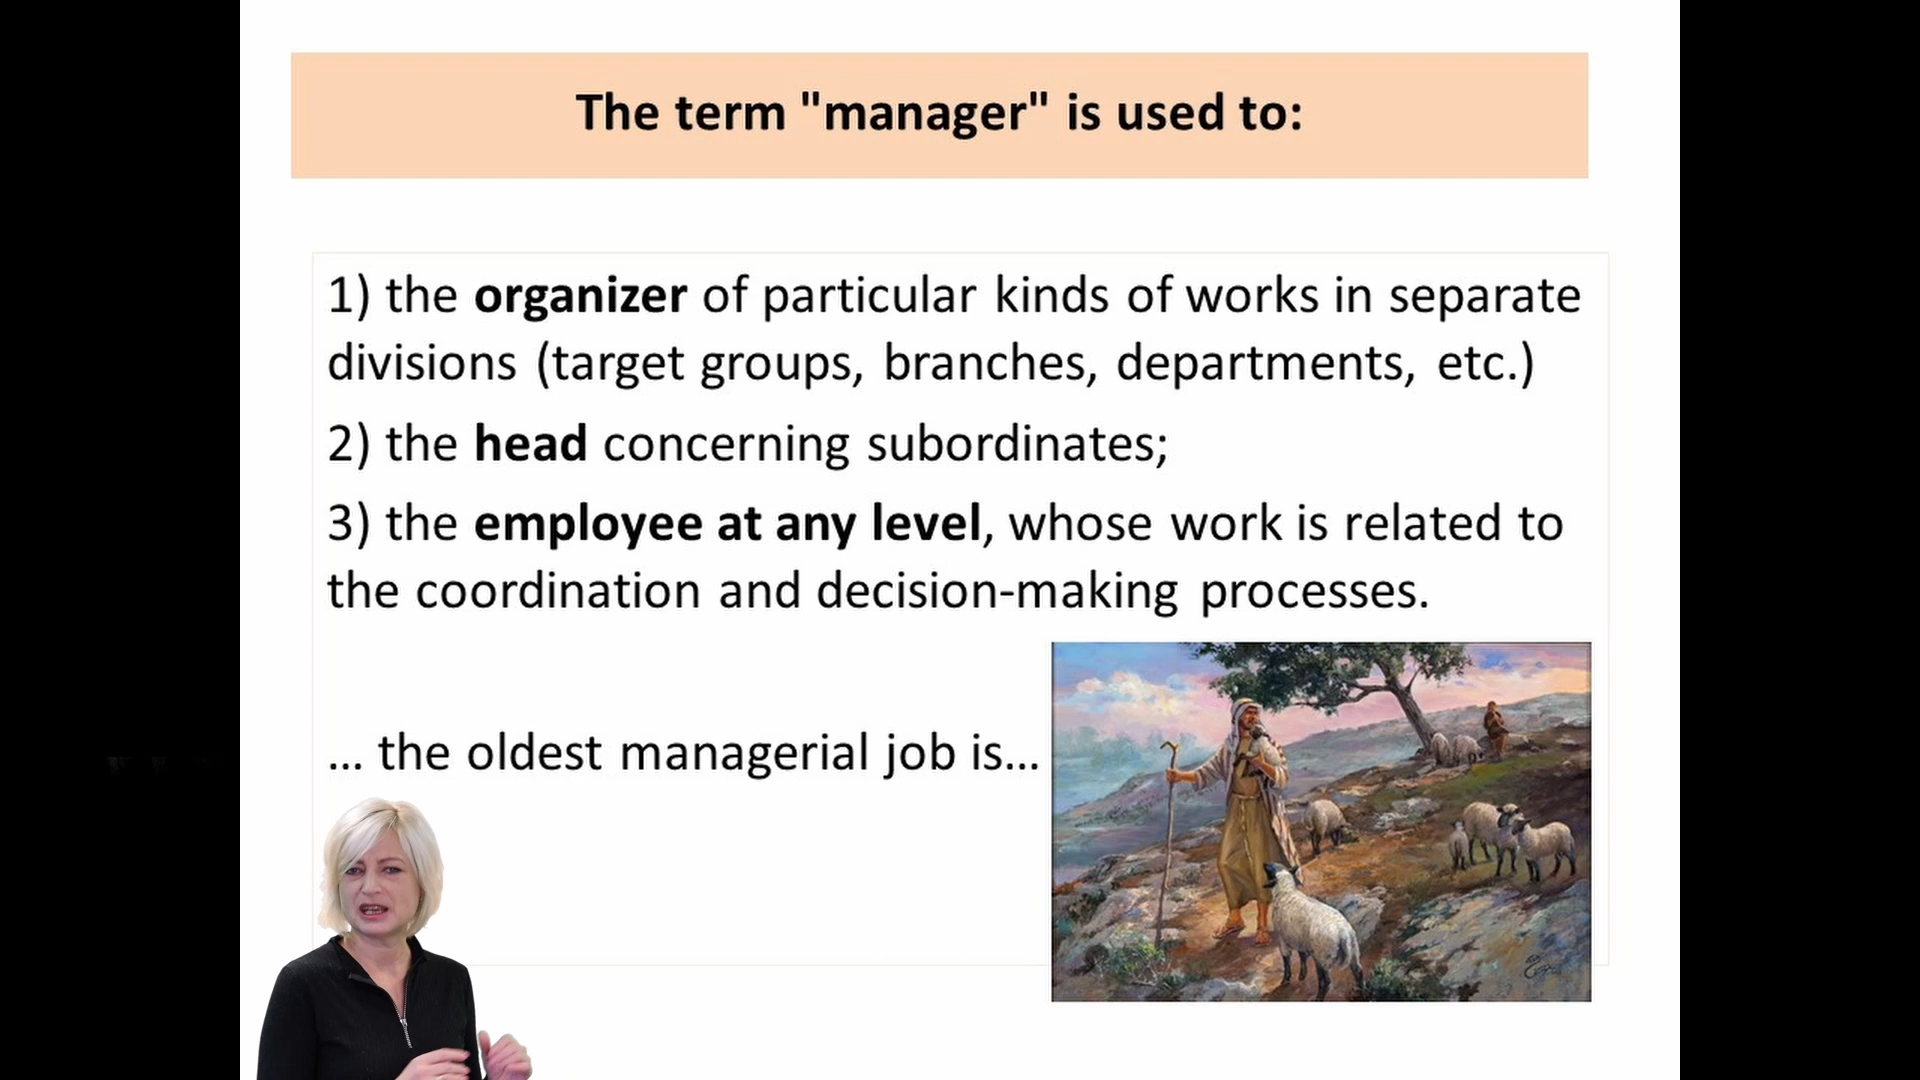 The term "manager" is used to:
1) the organizer of particular kinds of works in separate
divisions (target groups, branches, departments, etc.)
2) the head concerning subordinates;
3) the employee at any level, whose work is related to
the coordination and decision-making processes.
... the oldest managerial job is...